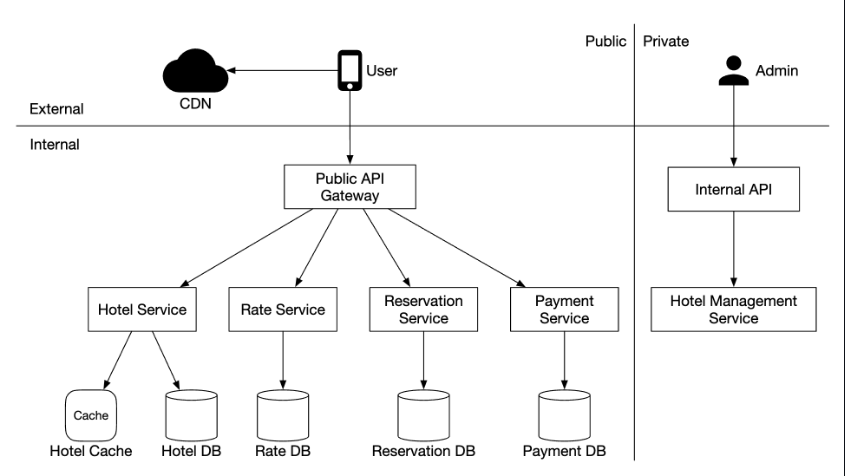 Public
Private
User
Admin
CDN
External
Internal
Public API
Gateway
Internal API
Hotel Service
Rate Service
Reservation
Service
Payment
Service
Hotel Management
Service
Cache
Hotel Cache
Hotel DB
Rate DB
Reservation DB
Payment DB